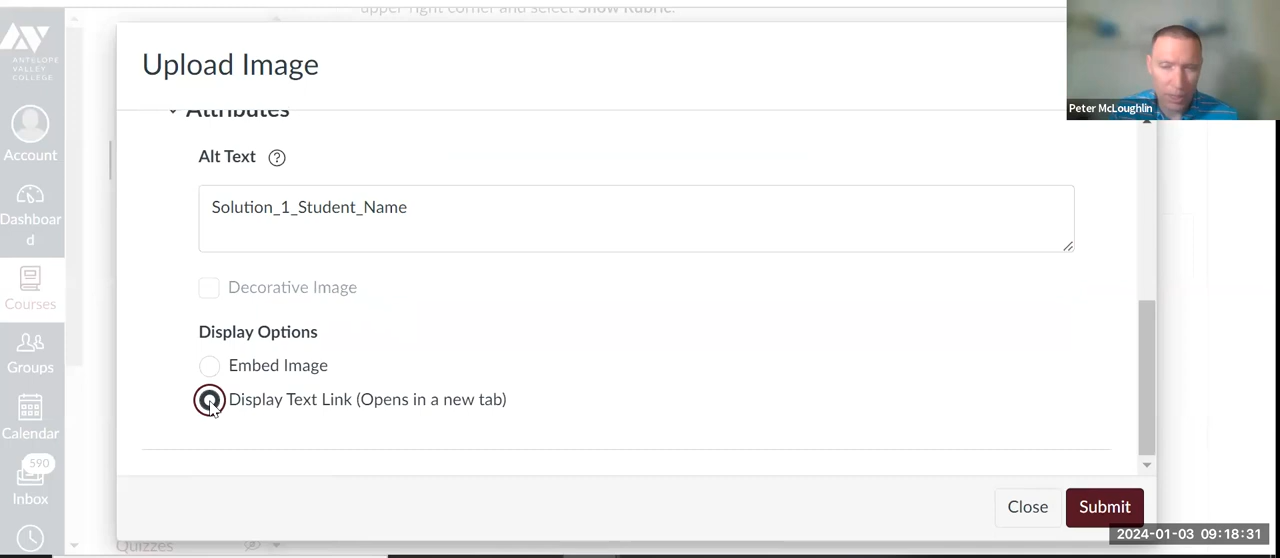 upper right corner and select Show Rubric.
ANTELOPE
VALLEY
COLLEGE
Account
Dashboar
d
Courses
Groups
Calendar
590
Inbox
Upload Image
Attributes
Alt Text ?
Solution_1_Student_Name
Decorative Image
Display Options
Embed Image
Display Text Link (Opens in a new tab)
Close
Submit
Quizzes
Peter McLoughlin
2024-01-03 09:18:31